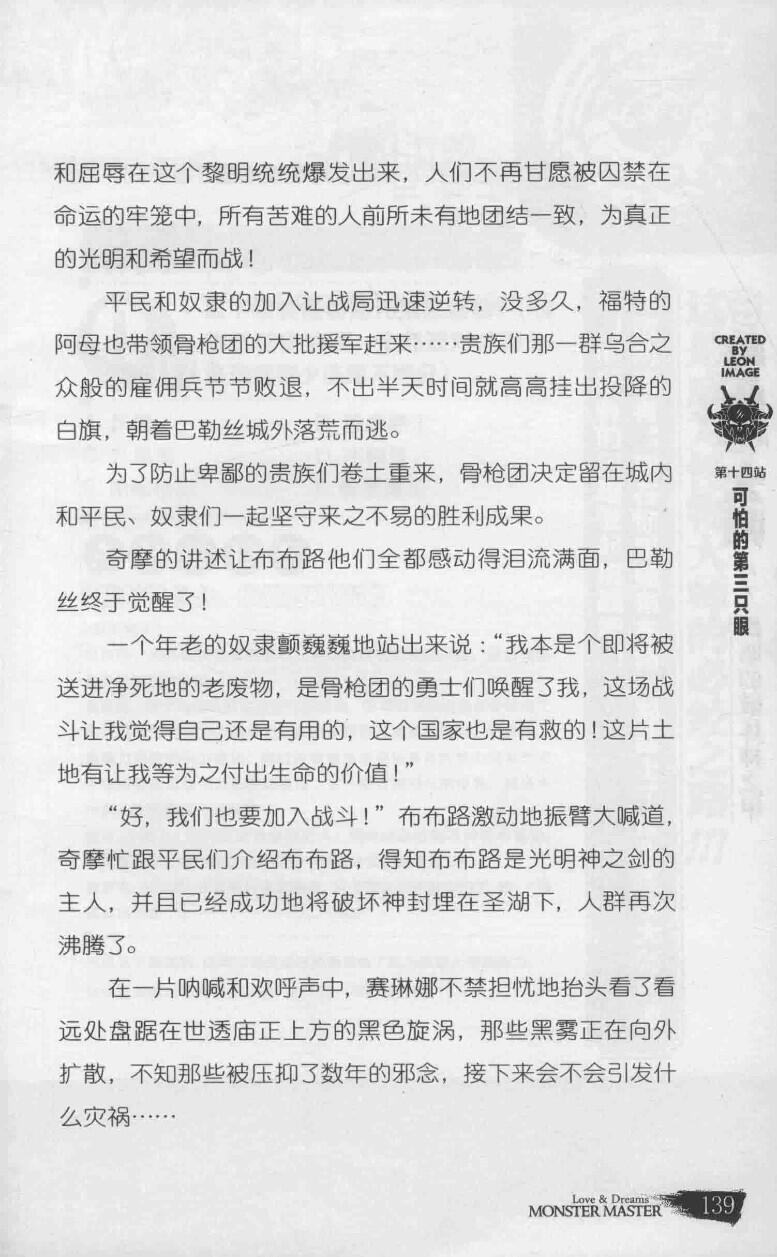 和屈辱在这个黎明统统爆发出来，人们不再甘愿被囚禁在
命运的牢笼中，所有苦难的人前所未有地团结一致，为真正
的光明和希望而战！
平民和奴隶的加入让战局迅速逆转，没多久，福特的
阿母也带领骨枪团的大批援军赶来……贵族们那一群乌合之
众般的雇佣兵节节败退，不出半天时间就高高挂出投降的
白旗，朝着巴勒丝城外落荒而逃。
为了防止卑鄙的贵族们卷土重来，骨枪团决定留在城内
和平民、奴隶们一起坚守来之不易的胜利成果。
奇摩的讲述让布布路他们全都感动得泪流满面，巴勒
丝终于觉醒了！
一个年老的奴隶颤巍巍地站出来说：“我本是个即将被
送进净死地的老废物，是骨枪团的勇士们唤醒了我，这场战
斗让我觉得自己还是有用的，这个国家也是有救的！这片土
地有让我等为之付出生命的价值！”
“好，我们也要加入战斗！”布布路激动地振臂大喊道，
奇摩忙跟平民们介绍布布路，得知布布路是光明神之剑的
主人，并且已经成功地将破坏神封埋在圣湖下，人群再次
沸腾了。
在一片呐喊和欢呼声中，赛琳娜不禁担忧地抬头看了看
远处盘踞在世透庙正上方的黑色旋涡，那些黑雾正在向外
扩散，不知那些被压抑了数年的邪念，接下来会不会引发什
么灾祸……
CREATED
BY
LEON
IMAGE
第十四站
可怕的第三只眼
Love & Dreams
MONSTER MASTER 139